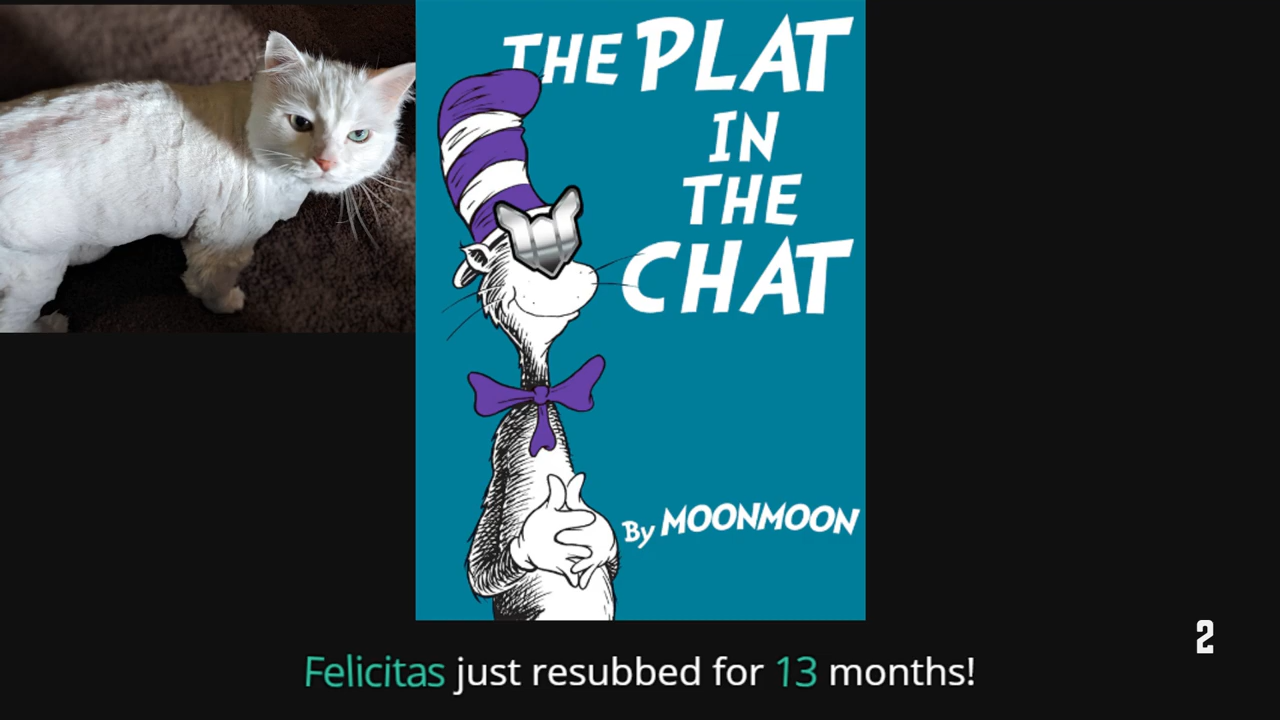 THE PLAT
IN
THE
CHAT
By MOONMOON
2
Felicitas just resubbed for 13 months!